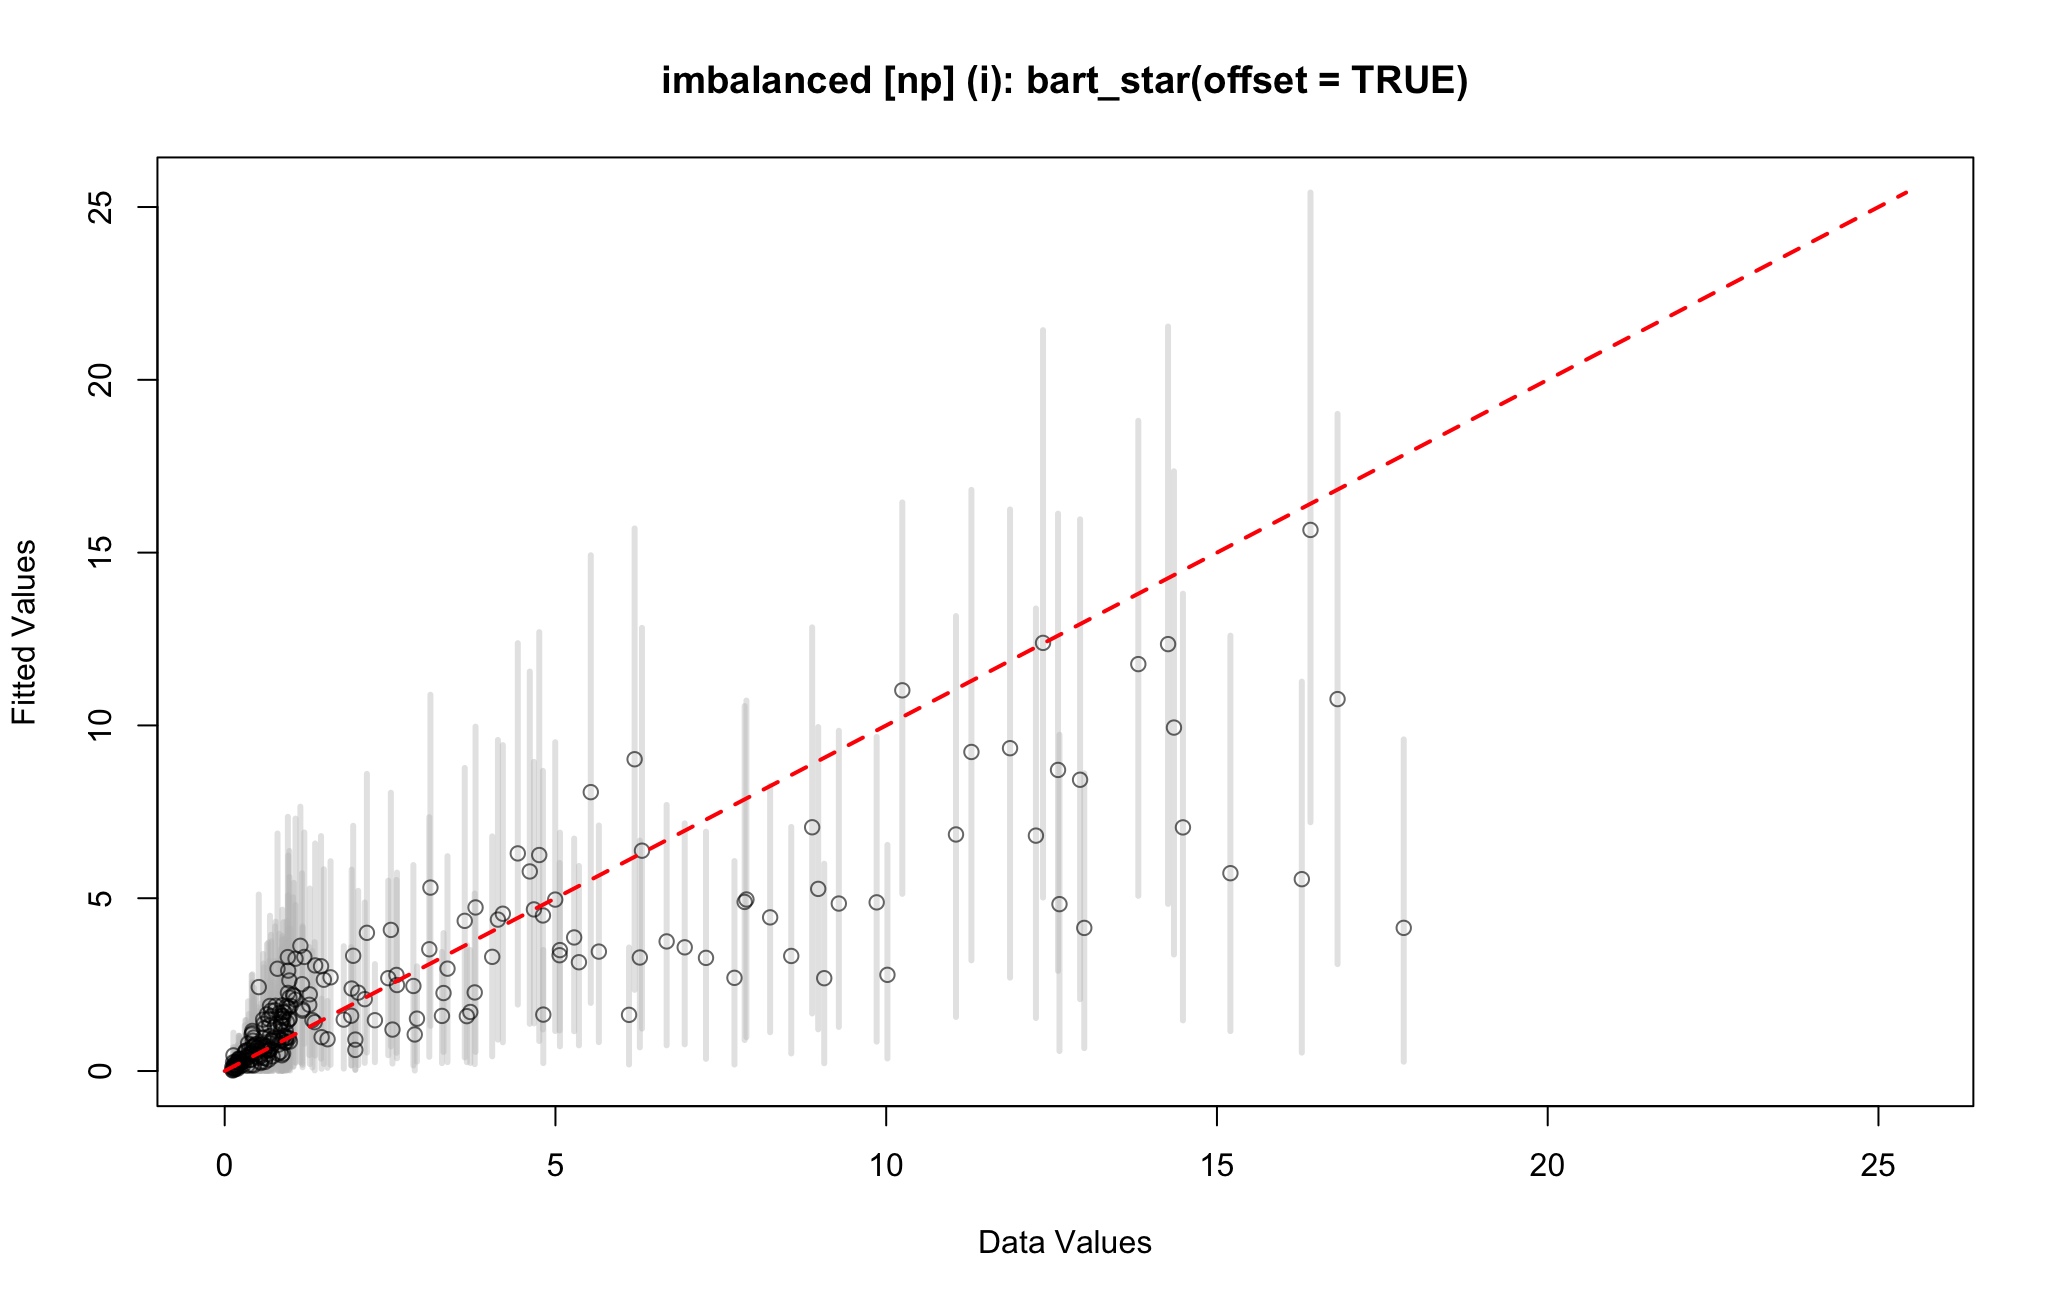 imbalanced [np] (i): bart_star(offset = TRUE)
25
20
15
10
5
0
Fitted Values
0 5 10 15 20 25
Data Values